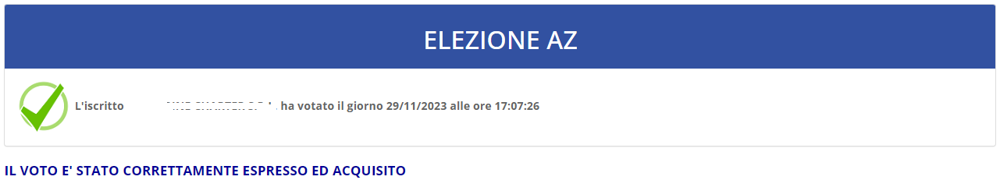 ELEZIONE AZ
L'iscritto ha votato il giorno 29/11/2023 alle ore 17:07:26
IL VOTO E' STATO CORRETTAMENTE ESPRESSO ED ACQUISITO